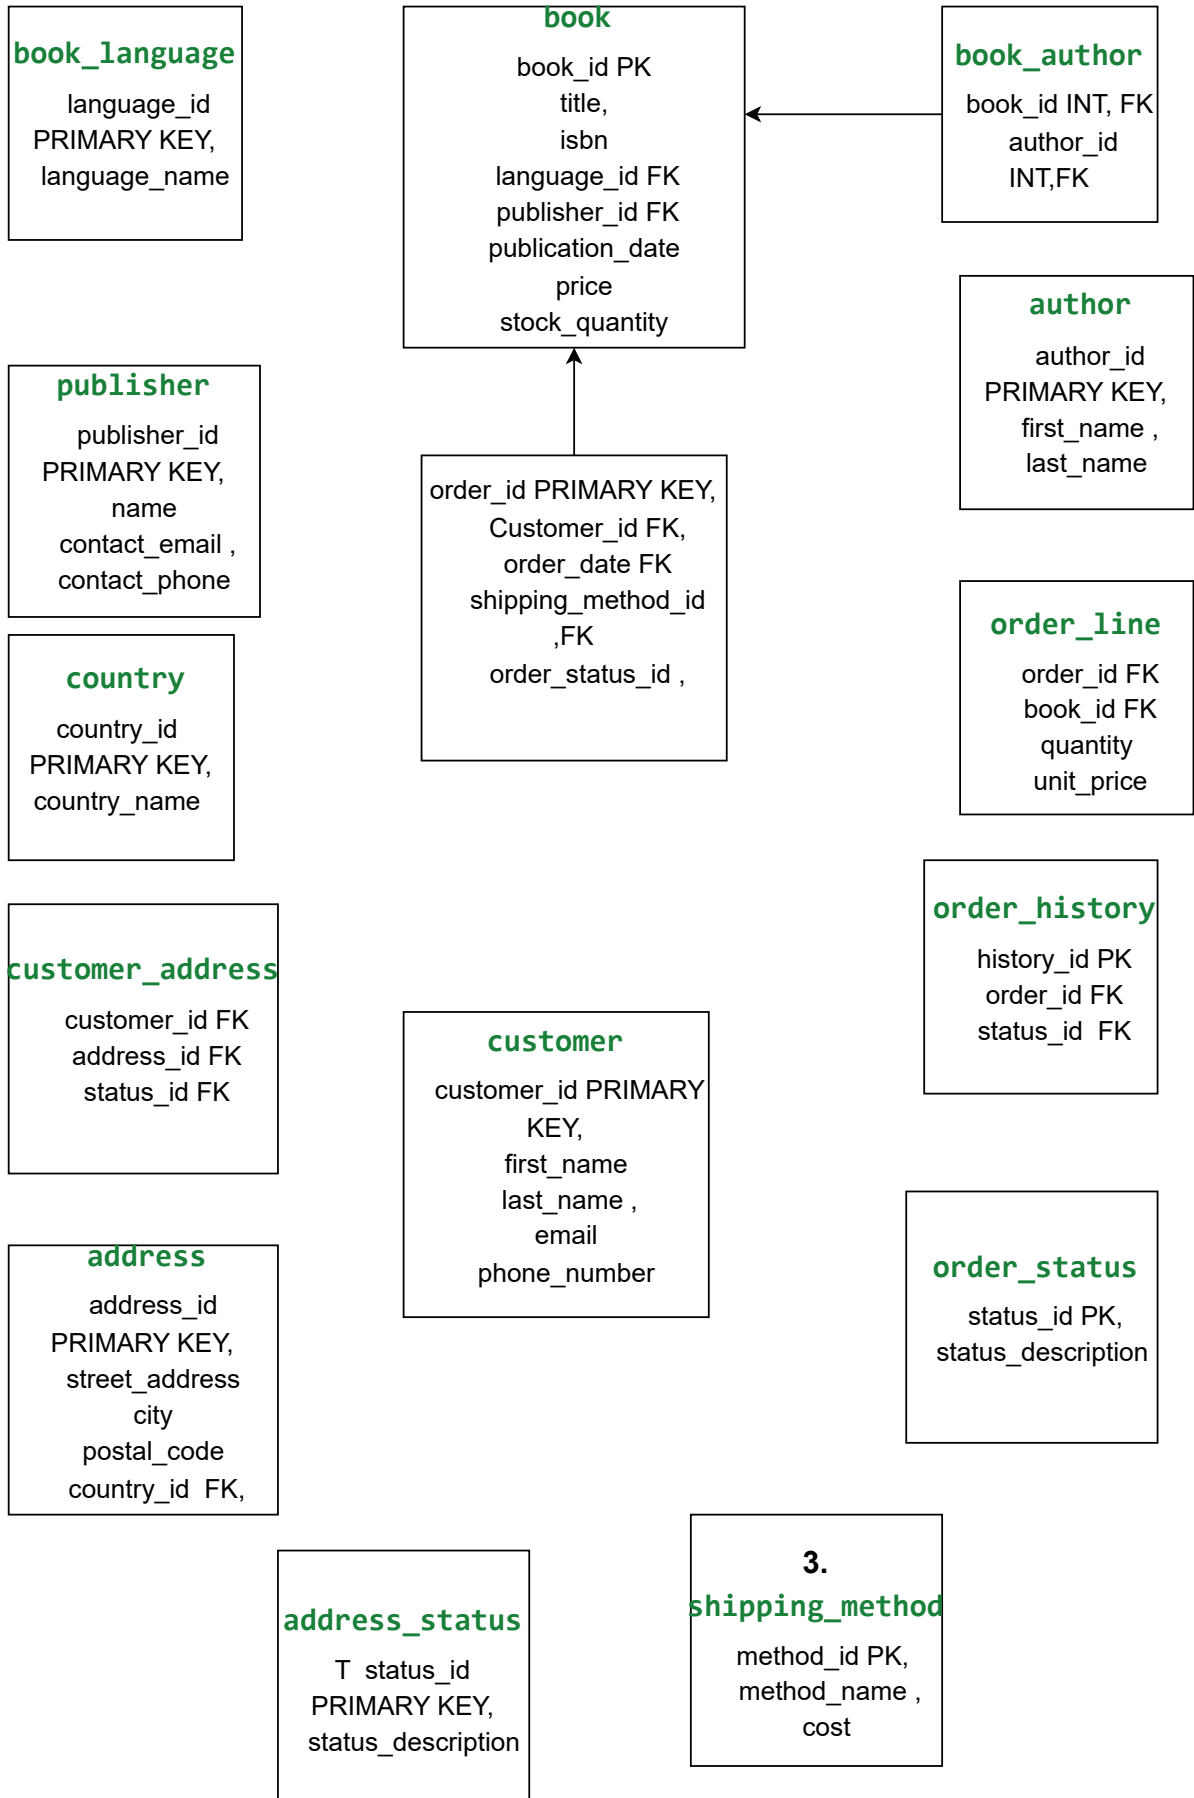 book_language
language_id
PRIMARY KEY,
language_name
book
book_id PK
title,
isbn
language_id FK
publisher_id FK
publication_date
price
stock_quantity
book_author
book_id INT, FK
author_id
INT,FK
author
author_id
PRIMARY KEY,
first_name ,
last_name
publisher
publisher_id
PRIMARY KEY,
name
contact_email ,
contact_phone
order_id PRIMARY KEY,
Customer_id FK,
order_date FK
shipping_method_id
,FK
order_status_id ,
order_line
order_id FK
book_id FK
quantity
unit_price
country
country_id
PRIMARY KEY,
country_name
order_history
history_id PK
order_id FK
status_id  FK
customer_address
customer_id FK
address_id FK
status_id FK
customer
customer_id PRIMARY
KEY,
first_name
last_name ,
email
phone_number
order_status
status_id PK,
status_description
address
address_id
PRIMARY KEY,
street_address
city
postal_code
country_id  FK,
address_status
T  status_id
PRIMARY KEY,
status_description
3.
shipping_method
method_id PK,
method_name ,
cost